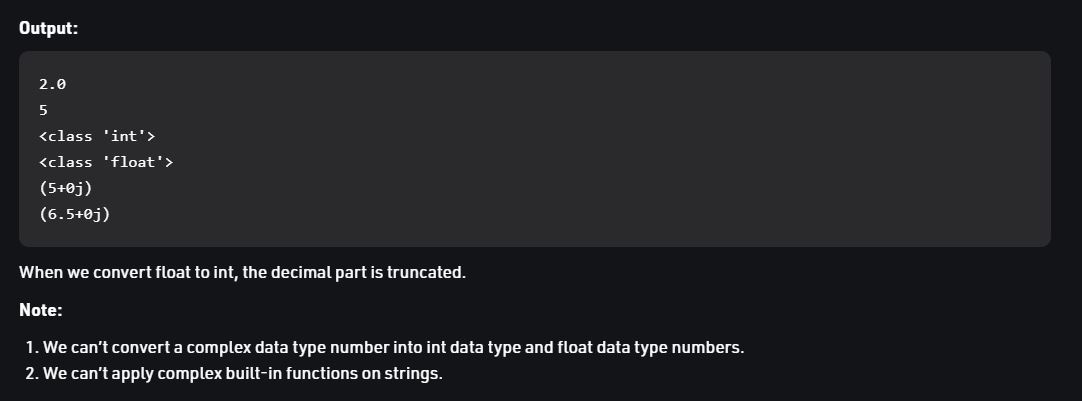 Output:
2.0
5
<class 'int'>
<class 'float'>
(5+0j)
(6.5+0j)
When we convert float to int, the decimal part is truncated.
Note:
1. We can’t convert a complex data type number into int data type and float data type numbers.
2. We can’t apply complex built-in functions on strings.